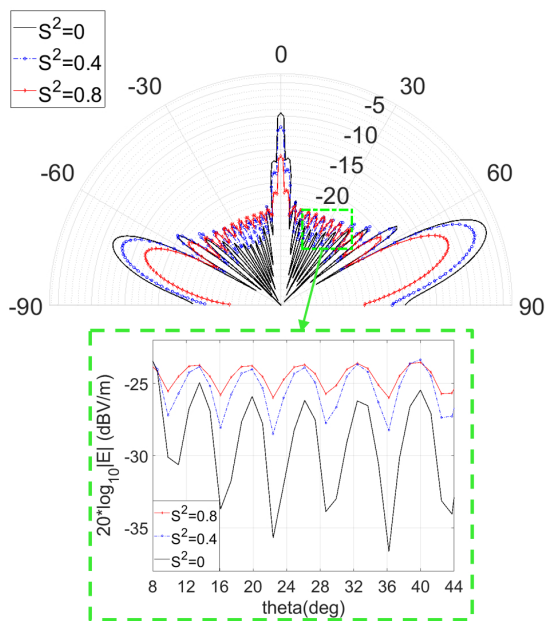 S²=0
S²=0.4
S²=0.8
0
-30
30
-60
60
-90
90
-5
-10
-15
-20
20*log₁₀|E| (dBV/m)
-25
-30
-35
S²=0.8
S²=0.4
S²=0
8 12 16 20 24 28 32 36 40 44
theta(deg)